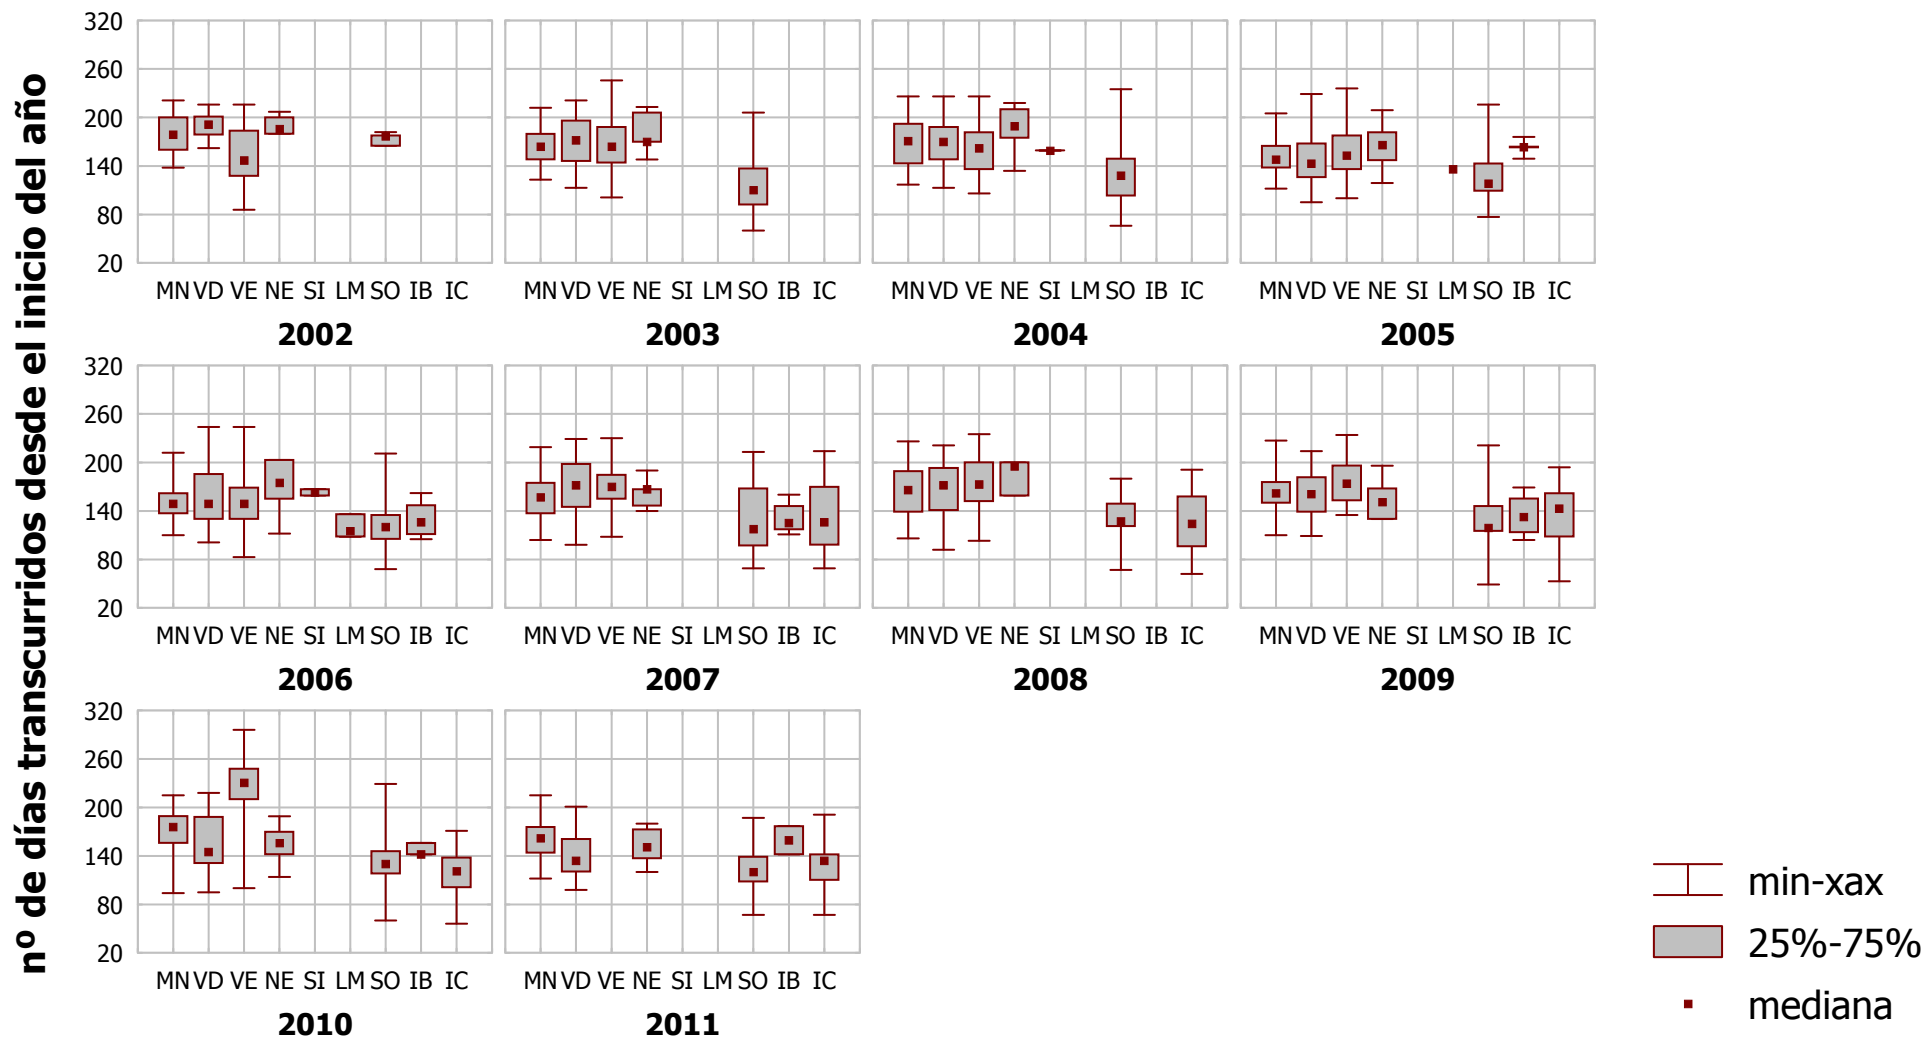 nº de días transcurridos desde el inicio del año
320
260
200
140
80
20
MN VD VE NE SI LM SO IB IC
MN VD VE NE SI LM SO IB IC
MN VD VE NE SI LM SO IB IC
MN VD VE NE SI LM SO IB IC
2002
2003
2004
2005
320
260
200
140
80
20
MN VD VE NE SI LM SO IB IC
MN VD VE NE SI LM SO IB IC
MN VD VE NE SI LM SO IB IC
MN VD VE NE SI LM SO IB IC
2006
2007
2008
2009
320
260
200
140
80
20
MN VD VE NE SI LM SO IB IC
MN VD VE NE SI LM SO IB IC
2010
2011
min-xax
25%-75%
mediana